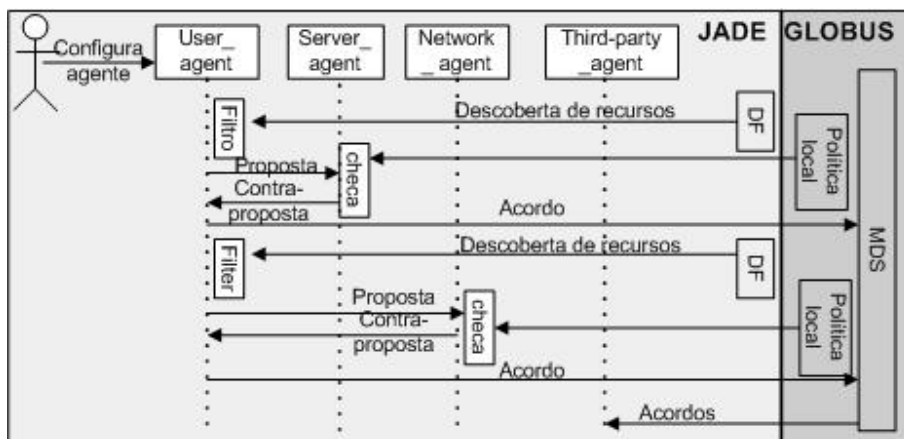 User_
agent
Server_
agent
Network
_ agent
Third-party
_agent
JADE
GLOBUS
Configura
agente
Filtro
Descoberta de recursos
DF
Política
local
Proposta
checa
Contra-
proposta
Acordo
MDS
Filter
Descoberta de recursos
DF
Política
local
Proposta
checa
Contra-
proposta
Acordo
Acordos